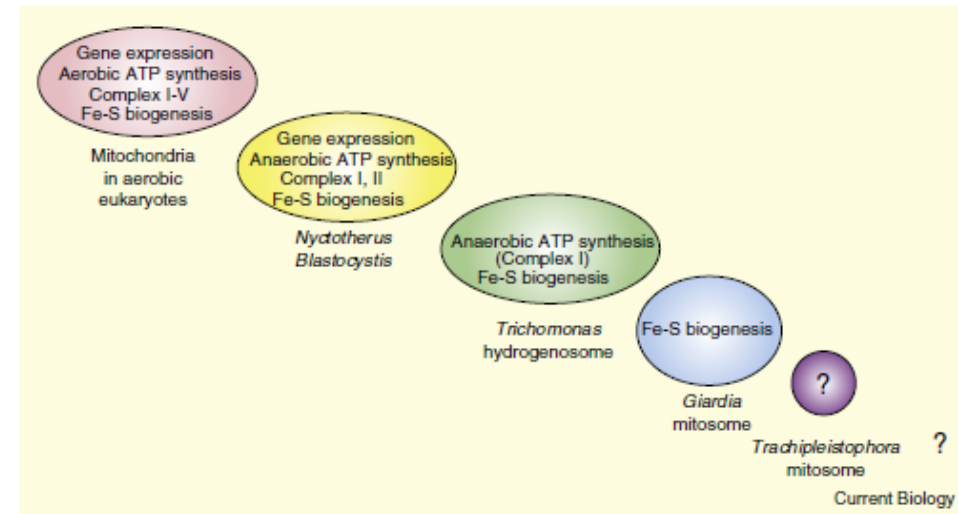 Gene expression
Aerobic ATP synthesis
Complex I-V
Fe-S biogenesis
Mitochondria
in aerobic
eukaryotes
Gene expression
Anaerobic ATP synthesis
Complex I, II
Fe-S biogenesis
Nyctotherus
Blastocystis
Anaerobic ATP synthesis
(Complex I)
Fe-S biogenesis
Trichomonas
hydrogenosome
Fe-S biogenesis
Giardia
mitosome
?
Trachipleistophora
mitosome
?
Current Biology